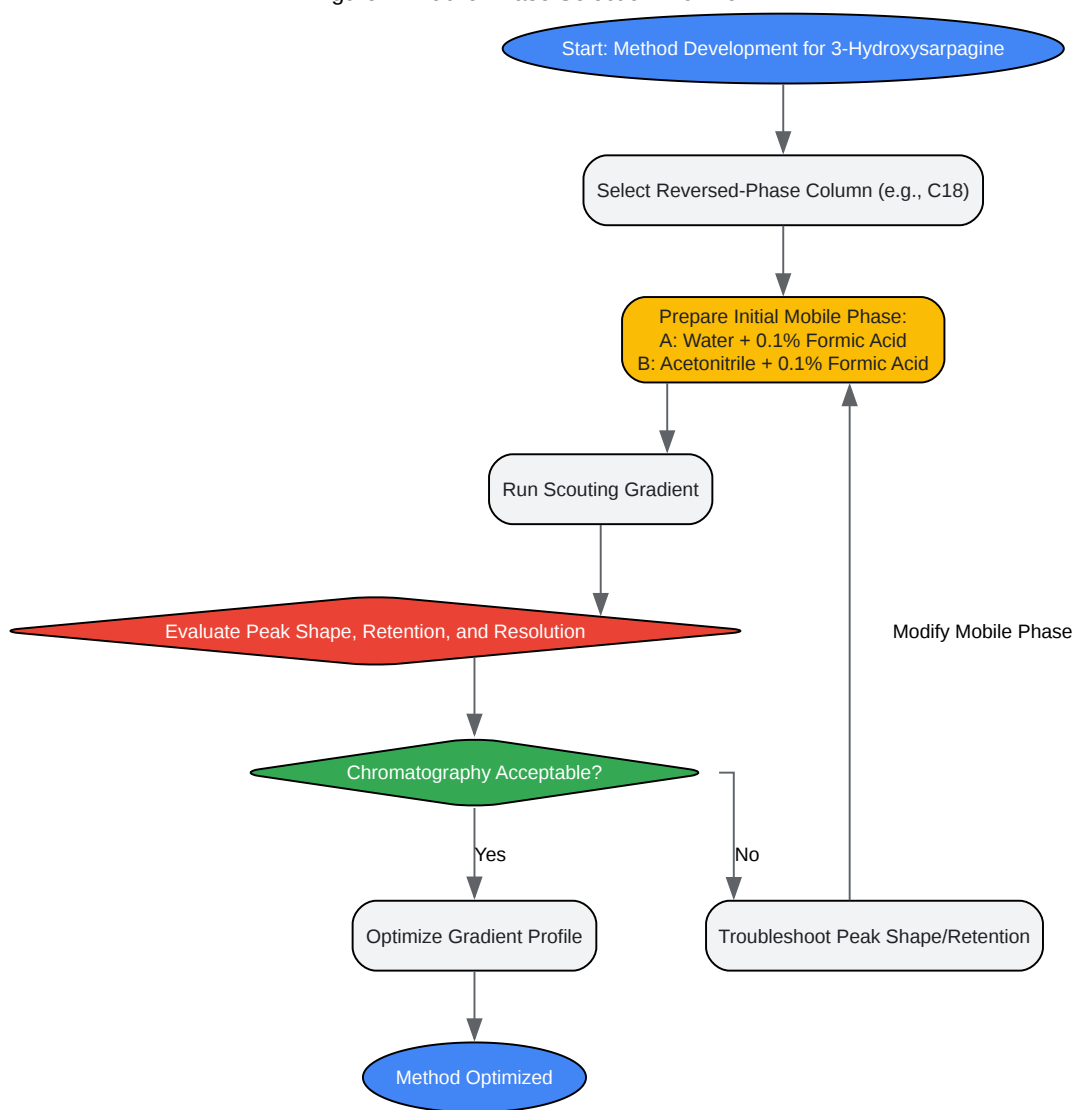 Start: Method Development for 3-Hydroxysarpagine
Select Reversed-Phase Column (e.g., C18)
Prepare Initial Mobile Phase:
A: Water + 0.1% Formic Acid
B: Acetonitrile + 0.1% Formic Acid
Run Scouting Gradient
Evaluate Peak Shape, Retention, and Resolution
Modify Mobile Phase
Chromatography Acceptable?
Yes
No
Optimize Gradient Profile
Troubleshoot Peak Shape/Retention
Method Optimized